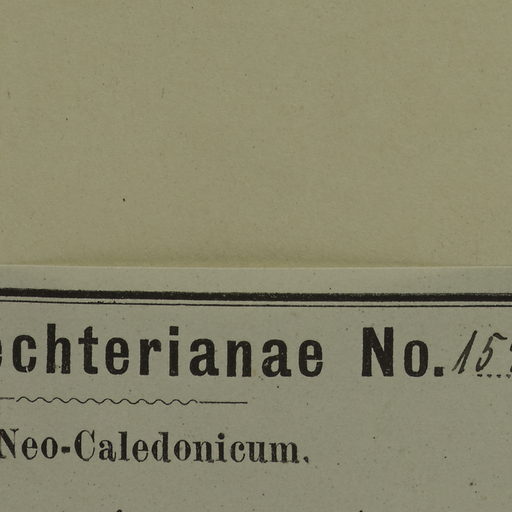 echterianae No. 15
Neo-Caledonicum.